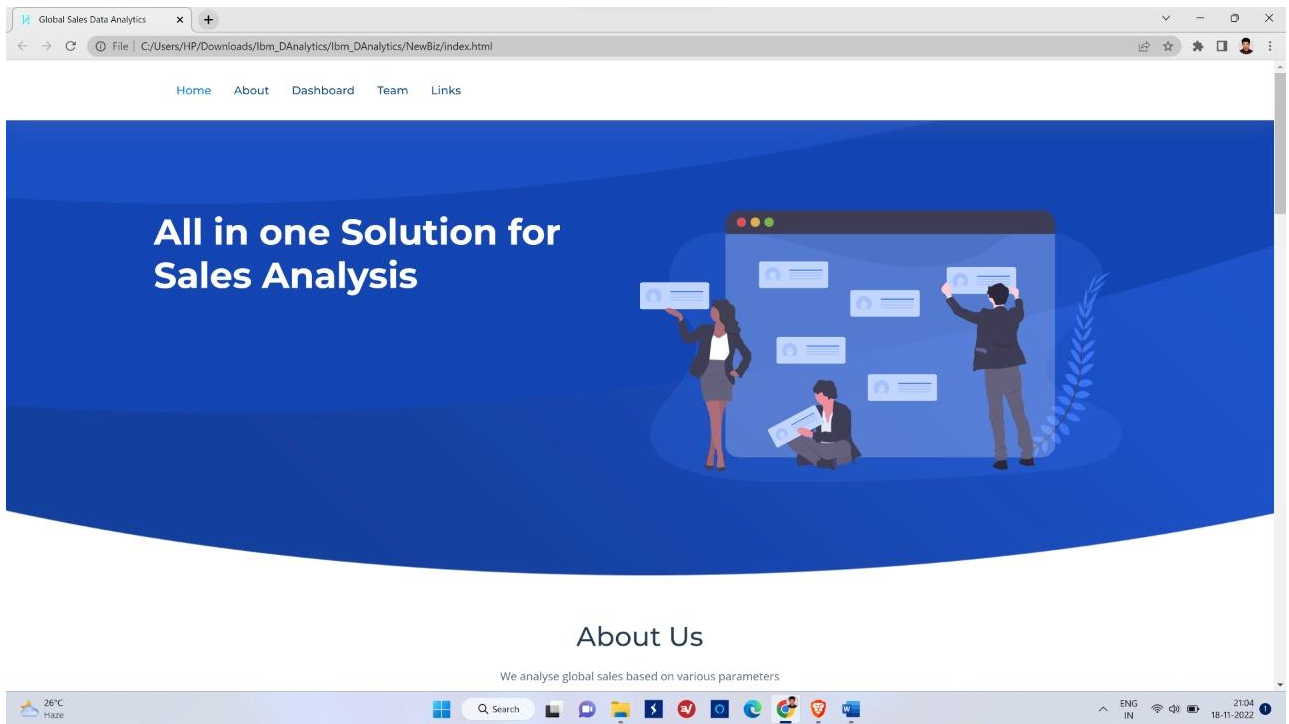 Global Sales Data Analytics
File C:/Users/HP/Downloads/Ibm_DAnalytics/Ibm_DAnalytics/NewBiz/index.html
Home About Dashboard Team Links
All in one Solution for
Sales Analysis
About Us
We analyse global sales based on various parameters
26°C
Haze
Search
ENG
IN
21:04
18-11-2022
1